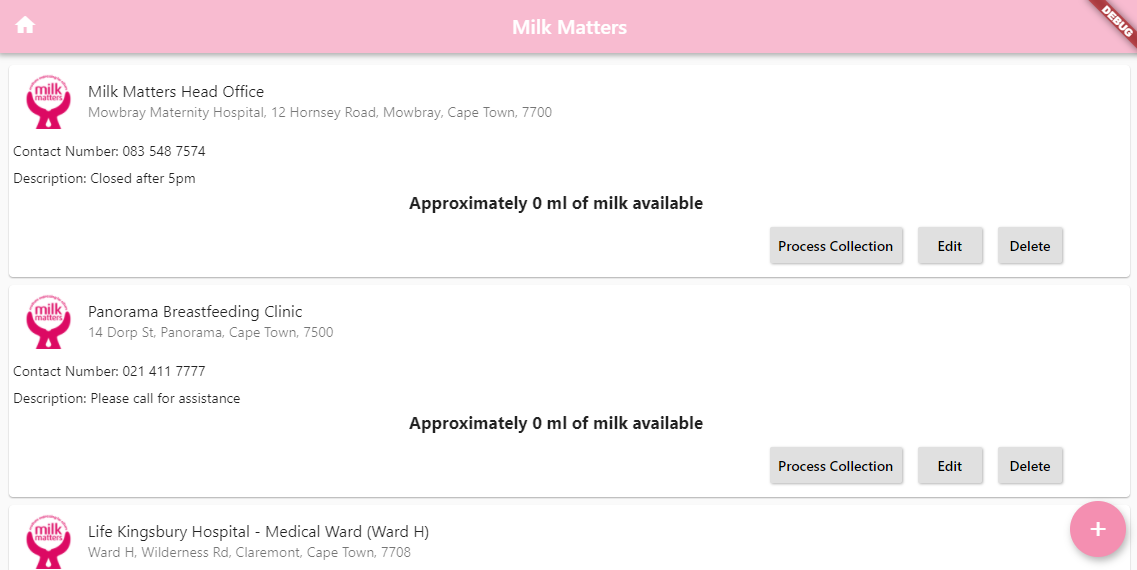 Milk Matters
DEBUG
milk
matters
Milk Matters Head Office
Mowbray Maternity Hospital, 12 Hornsey Road, Mowbray, Cape Town, 7700
Contact Number: 083 548 7574
Description: Closed after 5pm
Approximately 0 ml of milk available
Process Collection Edit Delete
milk
matters
Panorama Breastfeeding Clinic
14 Dorp St, Panorama, Cape Town, 7500
Contact Number: 021 411 7777
Description: Please call for assistance
Approximately 0 ml of milk available
Process Collection Edit Delete
milk
matters
Life Kingsbury Hospital - Medical Ward (Ward H)
Ward H, Wilderness Rd, Claremont, Cape Town, 7708
+